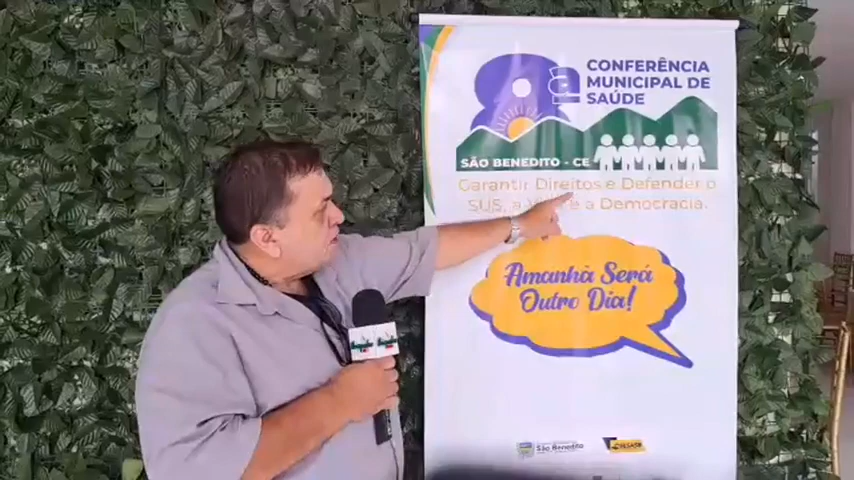 8ª
CONFERÊNCIA
MUNICIPAL DE
SAÚDE
SÃO BENEDITO - CE
Garantir Direitos e Defender o
SUS, a e a Democracia.
Amanhã Será
Outro Dia!
São Benedito